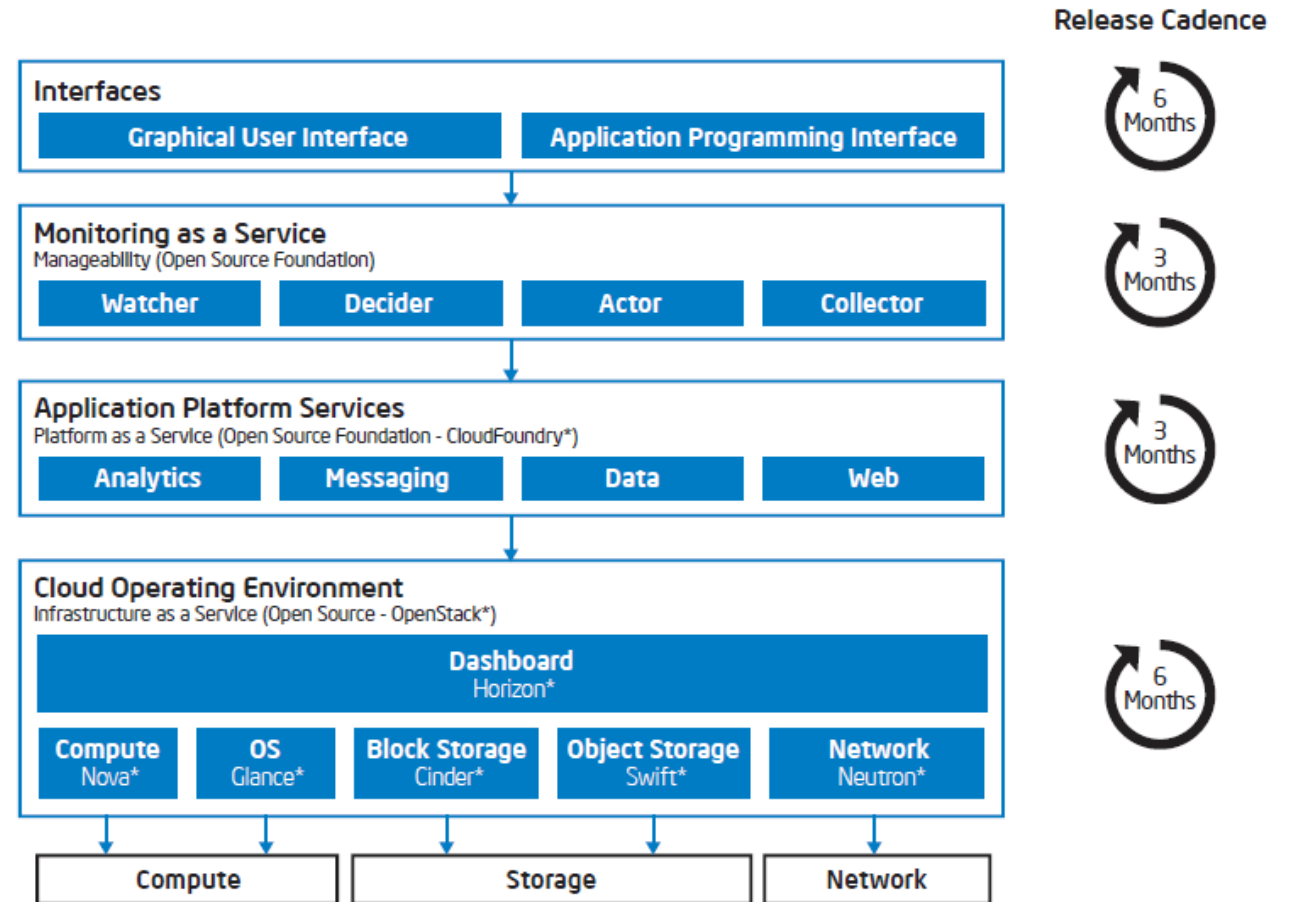 Release Cadence
Interfaces
Graphical User Interface
Application Programming Interface
6
Months
Monitoring as a Service
Manageability (Open Source Foundation)
Watcher
Decider
Actor
Collector
3
Months
Application Platform Services
Platform as a Service (Open Source Foundation - CloudFoundry*)
Analytics
Messaging
Data
Web
3
Months
Cloud Operating Environment
Infrastructure as a Service (Open Source - OpenStack*)
Dashboard
Horizon*
6
Months
Compute
Nova*
OS
Glance*
Block Storage
Cinder*
Object Storage
Swift*
Network
Neutron*
Compute
Storage
Network